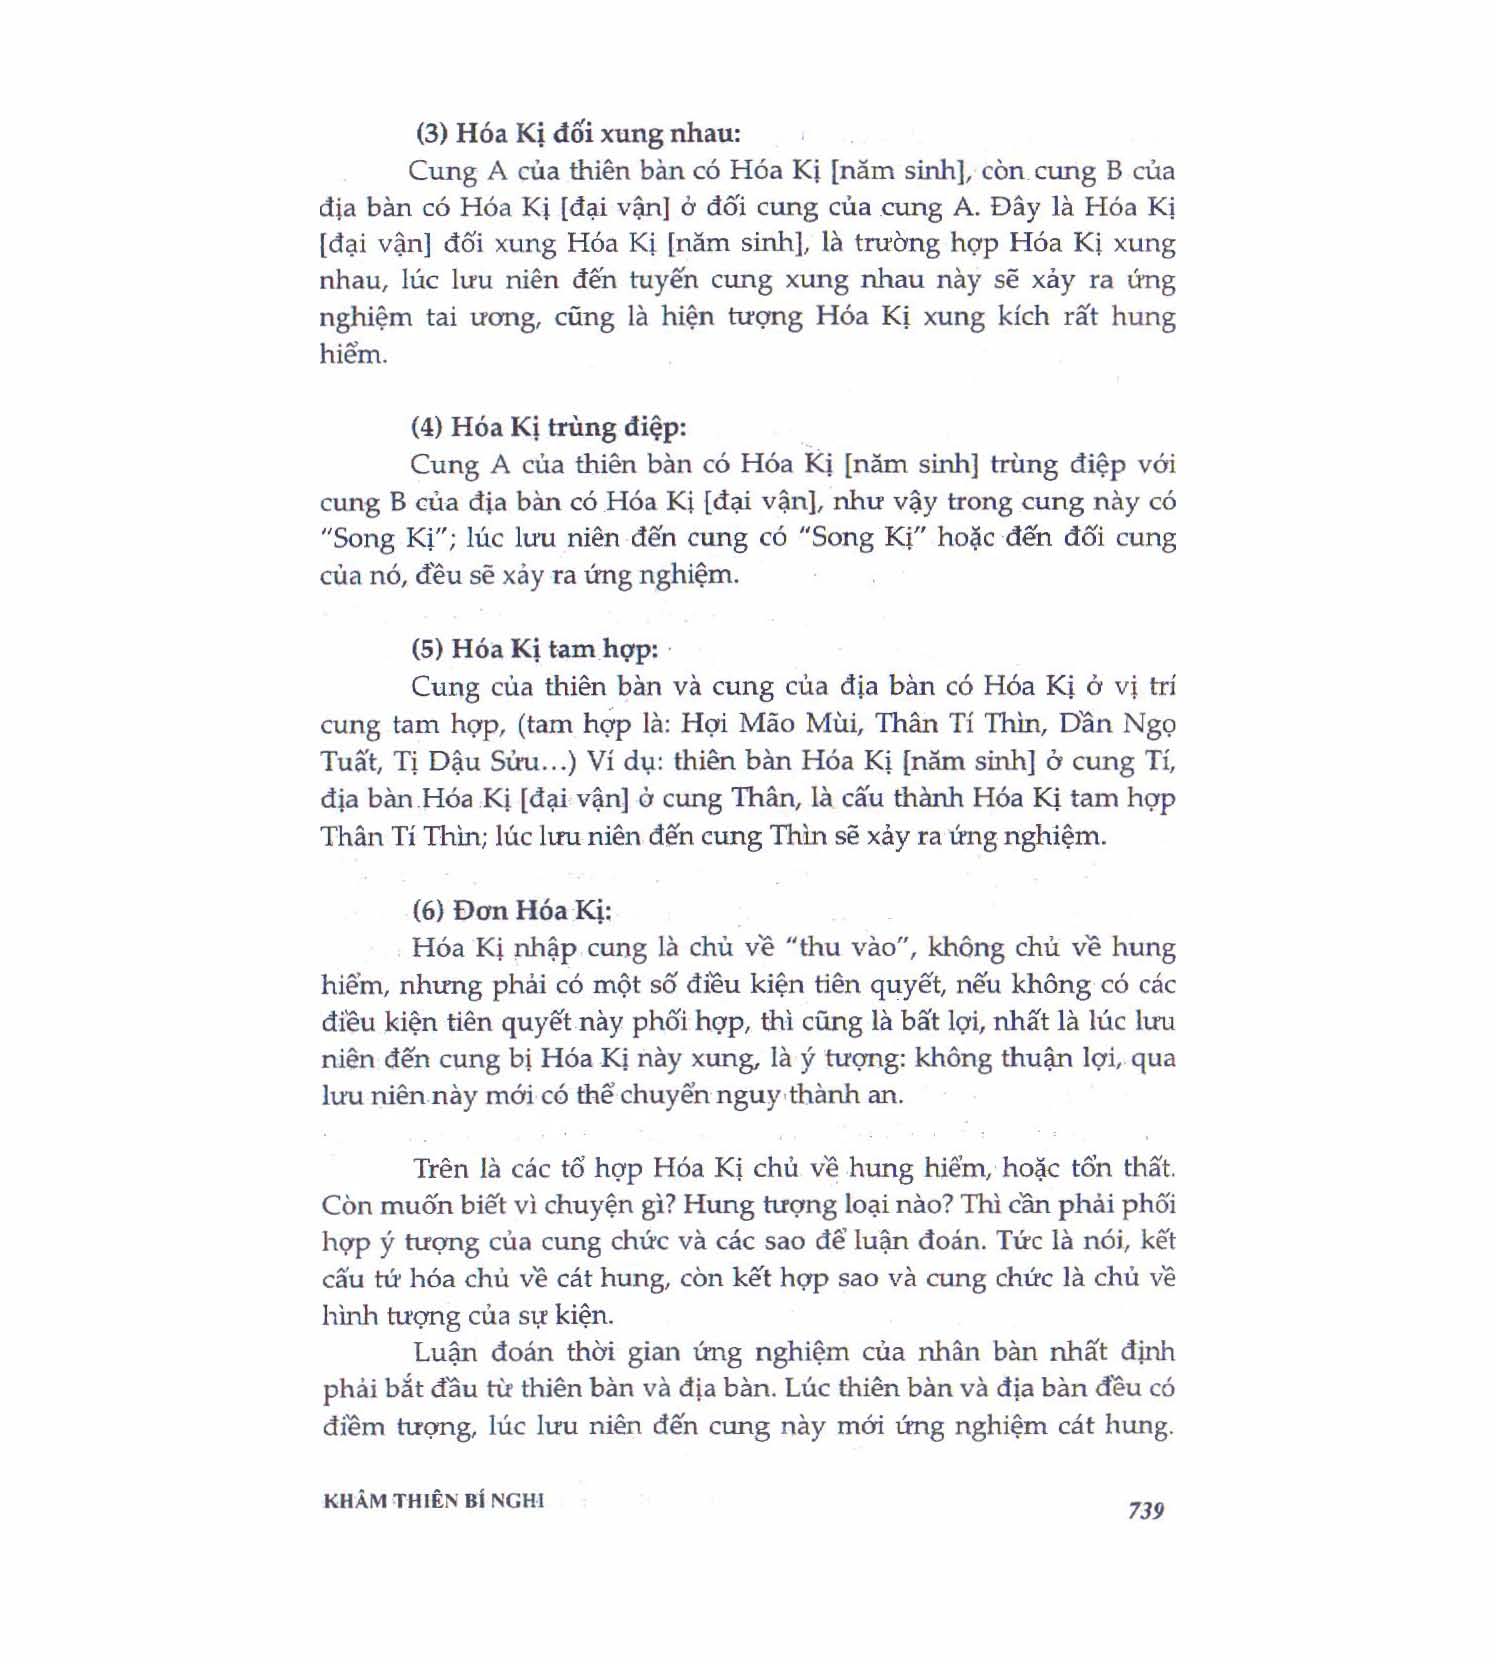 (3) Hóa Kị đối xung nhau:
Cung A của thiên bàn có Hóa Kị [năm sinh], còn cung B của
địa bàn có Hóa Kị [đại vận] ở đối cung của cung A. Đây là Hóa Kị
[đại vận] đối xung Hóa Kị [năm sinh], là trường hợp Hóa Kị xung
nhau, lúc lưu niên đến tuyến cung xung nhau này sẽ xảy ra ứng
nghiệm tai ương, cũng là hiện tượng Hóa Kị xung kích rất hung
hiểm.
(4) Hóa Kị trùng điệp:
Cung A của thiên bàn có Hóa Kị [năm sinh] trùng điệp với
cung B của địa bàn có Hóa Kị [đại vận], như vậy trong cung này có
"Song Kị"; lúc lưu niên đến cung có "Song Kị" hoặc đến đối cung
của nó, đều sẽ xảy ra ứng nghiệm.
(5) Hóa Kị tam hợp:
Cung của thiên bàn và cung của địa bàn có Hóa Kị ở vị trí
cung tam hợp, (tam hợp là: Hợi Mão Mùi, Thân Tí Thìn, Dần Ngọ
Tuất, Tị Dậu Sửu...) Ví dụ: thiên bàn Hóa Kị [năm sinh] ở cung Tí,
địa bàn Hóa Kị [đại vận] ở cung Thân, là cấu thành Hóa Kị tam hợp
Thân Tí Thìn; lúc lưu niên đến cung Thìn sẽ xảy ra ứng nghiệm.
(6) Đơn Hóa Kị:
Hóa Kị nhập cung là chủ về "thu vào", không chủ về hung
hiểm, nhưng phải có một số điều kiện tiên quyết, nếu không có các
điều kiện tiên quyết này phối hợp, thì cũng là bất lợi, nhất là lúc lưu
niên đến cung bị Hóa Kị này xung, là ý tượng: không thuận lợi, qua
lưu niên này mới có thể chuyển nguy thành an.
Trên là các tổ hợp Hóa Kị chủ về hung hiểm, hoặc tổn thất.
Còn muốn biết vì chuyện gì? Hung tượng loại nào? Thì cần phải phối
hợp ý tượng của cung chức và các sao để luận đoán. Tức là nói, kết
cấu tứ hóa chủ về cát hung, còn kết hợp sao và cung chức là chủ về
hình tượng của sự kiện.
Luận đoán thời gian ứng nghiệm của nhân bàn nhất định
phải bắt đầu từ thiên bàn và địa bàn. Lúc thiên bàn và địa bàn đều có
điềm tượng, lúc lưu niên đến cung này mới ứng nghiệm cát hung.
KHÂM THIÊN BÍ NGHI
739